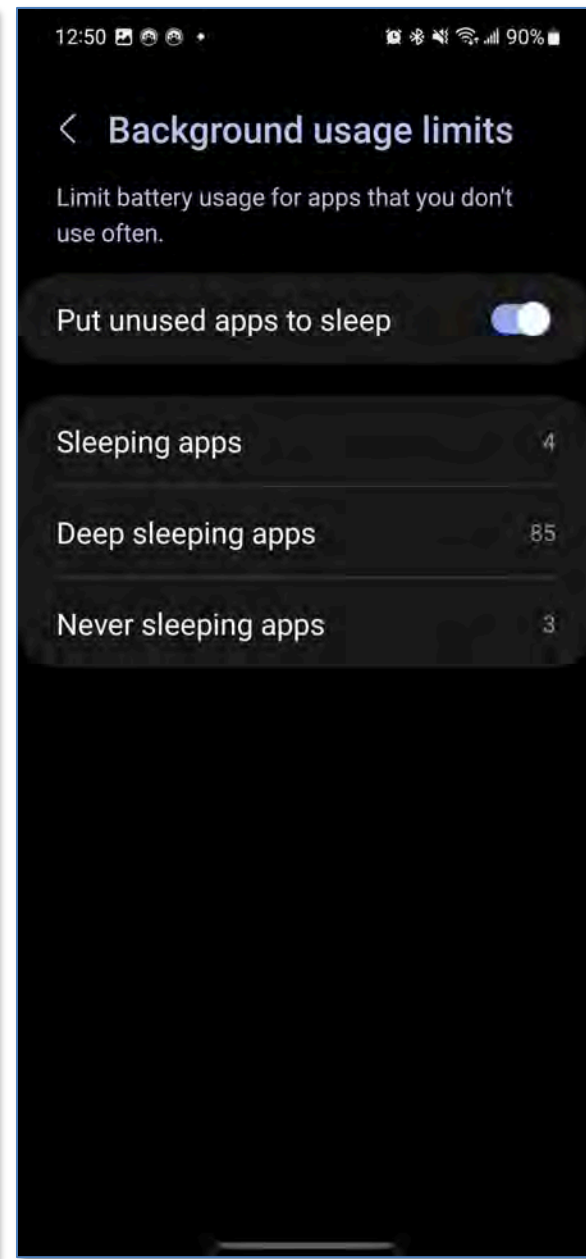 12:50 90%
Background usage limits
Limit battery usage for apps that you don't
use often.
Put unused apps to sleep
Sleeping apps 4
Deep sleeping apps 85
Never sleeping apps 3